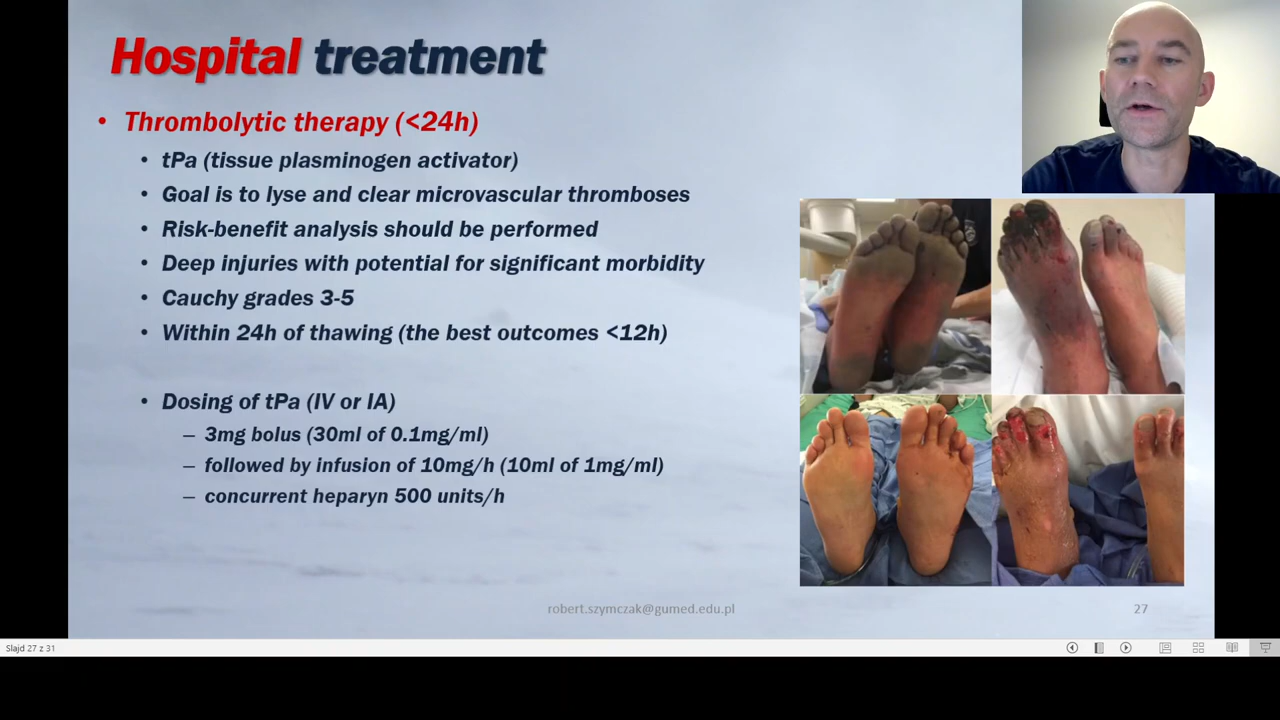 Hospital treatment
• Thrombolytic therapy (<24h)
• tPa (tissue plasminogen activator)
• Goal is to lyse and clear microvascular thromboses
• Risk-benefit analysis should be performed
• Deep injuries with potential for significant morbidity
• Cauchy grades 3-5
• Within 24h of thawing (the best outcomes <12h)
• Dosing of tPa (IV or IA)
– 3mg bolus (30ml of 0.1mg/ml)
– followed by infusion of 10mg/h (10ml of 1mg/ml)
– concurrent heparyn 500 units/h
robert.szymczak@gumed.edu.pl
27
Slajd 27 z 31